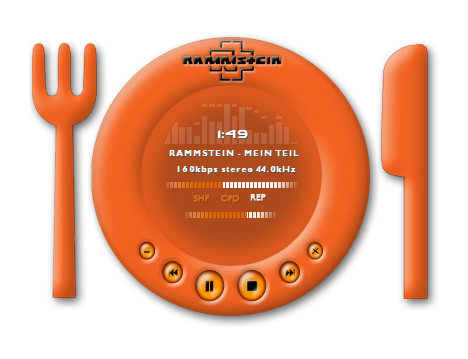 RAMMSTEIN
1:49
RAMMSTEIN - MEIN TEIL
160kbps stereo 44.0kHz
SHF CFD REP